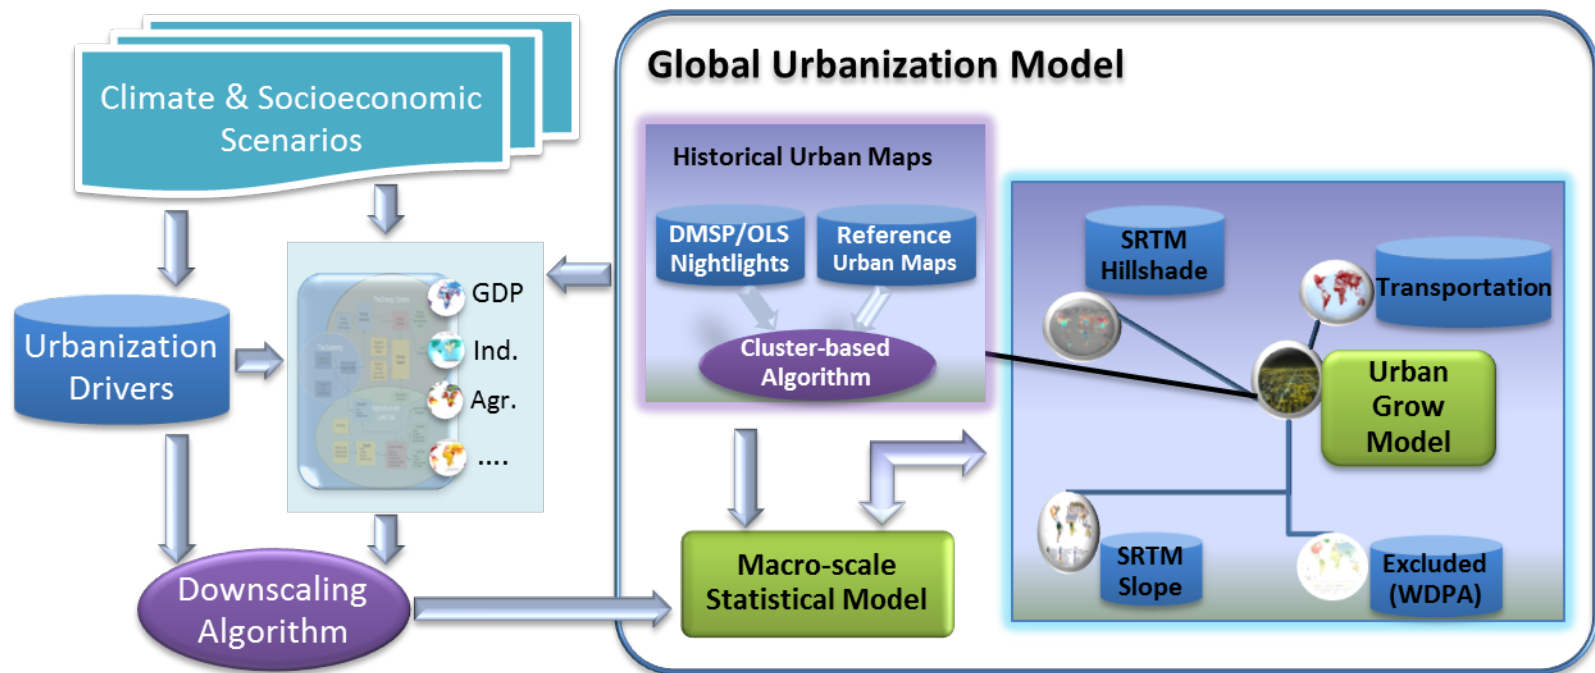 Climate & Socioeconomic
Scenarios
Urbanization
Drivers
GDP
Ind.
Agr.
....
Downscaling
Algorithm
Global Urbanization Model
Historical Urban Maps
DMSP/OLS
Nightlights
Reference
Urban Maps
Cluster-based
Algorithm
Macro-scale
Statistical Model
SRTM
Hillshade
Transportation
Urban
Grow
Model
SRTM
Slope
Excluded
(WDPA)